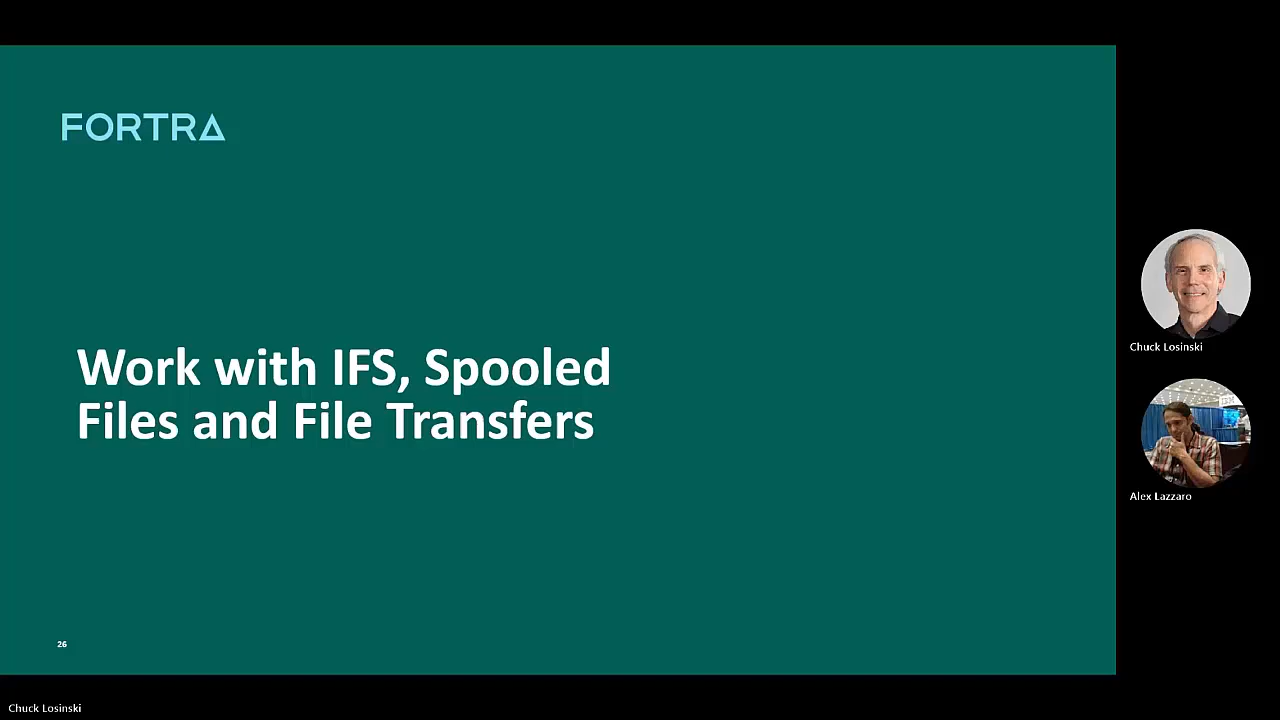 FORTRA
Work with IFS, Spooled
Files and File Transfers
26
Chuck Losinski
Alex Lazzaro
Chuck Losinski